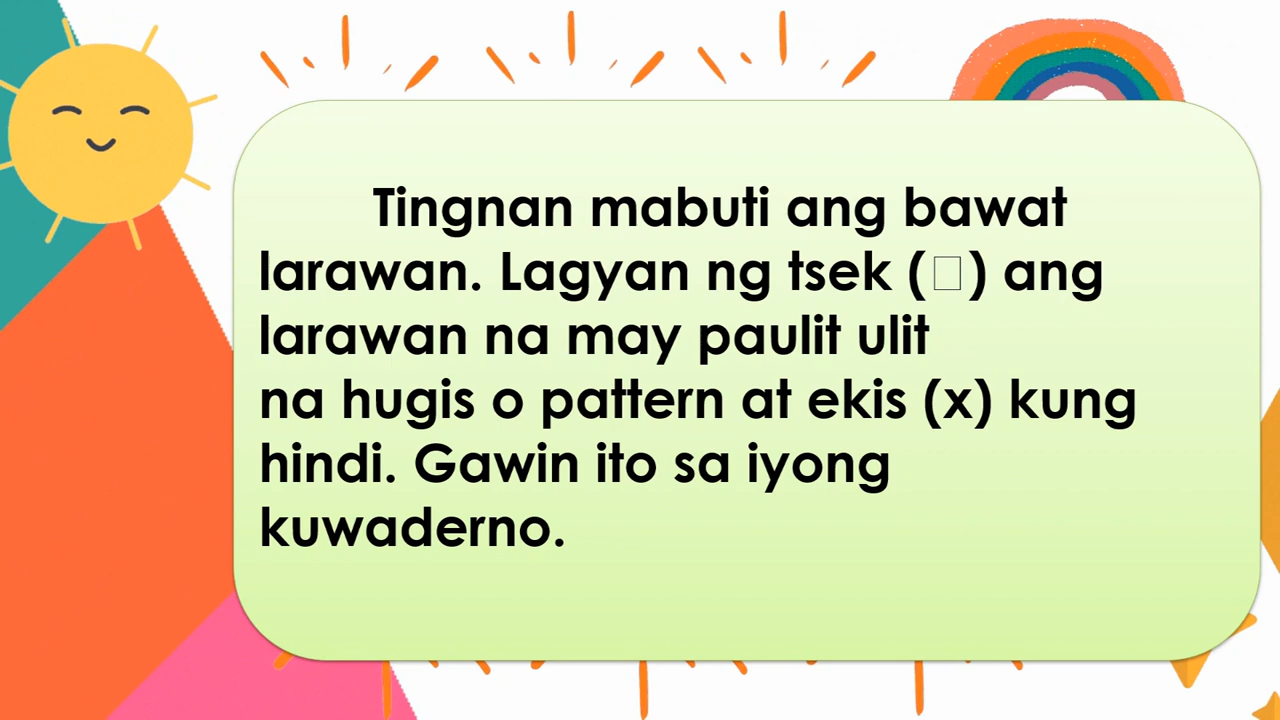 Tingnan mabuti ang bawat
larawan. Lagyan ng tsek (□) ang
larawan na may paulit ulit
na hugis o pattern at ekis (x) kung
hindi. Gawin ito sa iyong
kuwaderno.